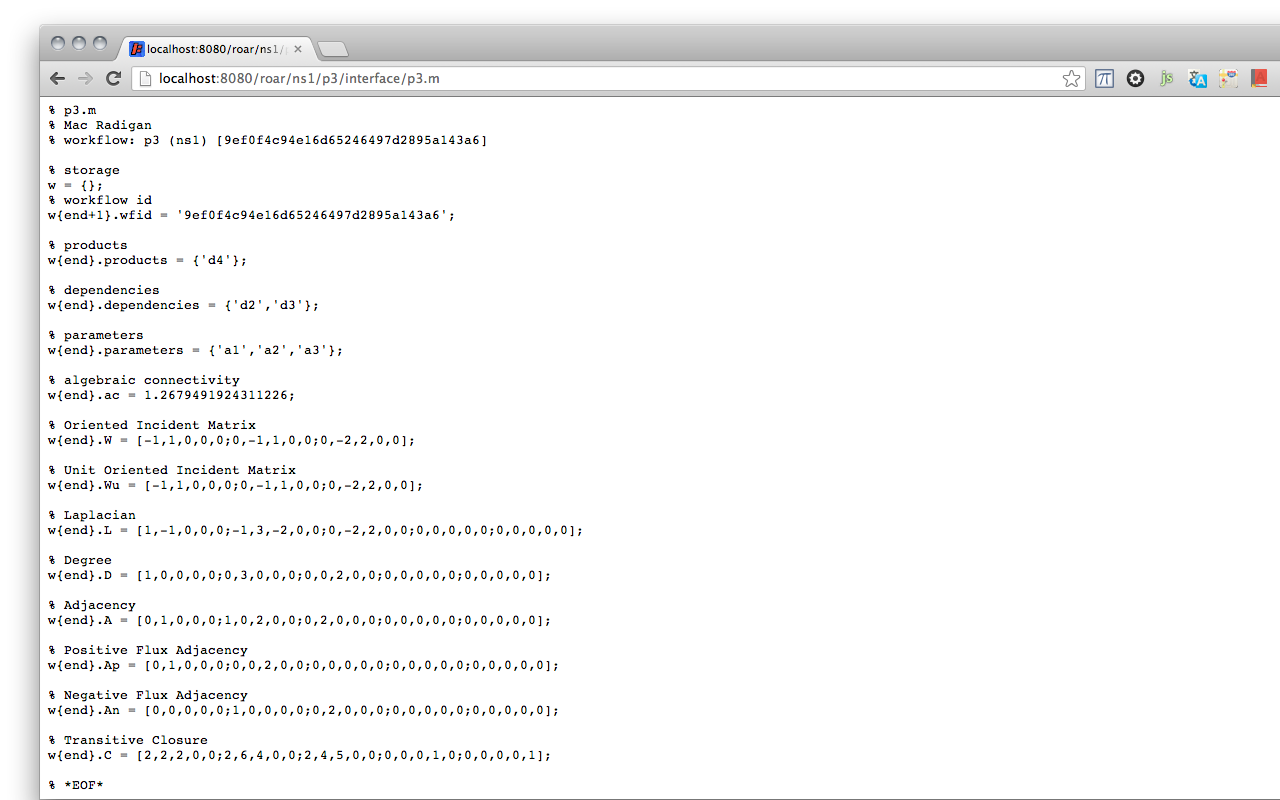 localhost:8080/roar/ns1/p
localhost:8080/roar/ns1/p3/interface/p3.m
% p3.m
% Mac Radigan
% workflow: p3 (ns1) [9ef0f4c94e16d65246497d2895a143a6]
% storage
w = {};
% workflow id
w{end+1}.wfid = '9ef0f4c94e16d65246497d2895a143a6';
% products
w{end}.products = {'d4'};
% dependencies
w{end}.dependencies = {'d2','d3'};
% parameters
w{end}.parameters = {'a1','a2','a3'};
% algebraic connectivity
w{end}.ac = 1.2679491924311226;
% Oriented Incident Matrix
w{end}.W = [-1,1,0,0,0;0,-1,1,0,0;0,-2,2,0,0];
% Unit Oriented Incident Matrix
w{end}.Wu = [-1,1,0,0,0;0,-1,1,0,0;0,-2,2,0,0];
% Laplacian
w{end}.L = [1,-1,0,0,0;-1,3,-2,0,0;0,-2,2,0,0;0,0,0,0,0;0,0,0,0,0];
% Degree
w{end}.D = [1,0,0,0,0;0,3,0,0,0;0,0,2,0,0;0,0,0,0,0;0,0,0,0,0];
% Adjacency
w{end}.A = [0,1,0,0,0;1,0,2,0,0;0,2,0,0,0;0,0,0,0,0;0,0,0,0,0];
% Positive Flux Adjacency
w{end}.Ap = [0,1,0,0,0;0,0,2,0,0;0,0,0,0,0;0,0,0,0,0;0,0,0,0,0];
% Negative Flux Adjacency
w{end}.An = [0,0,0,0,0;1,0,0,0,0;0,2,0,0,0;0,0,0,0,0;0,0,0,0,0];
% Transitive Closure
w{end}.C = [2,2,2,0,0;2,6,4,0,0;2,4,5,0,0;0,0,0,1,0;0,0,0,0,1];
% *EOF*